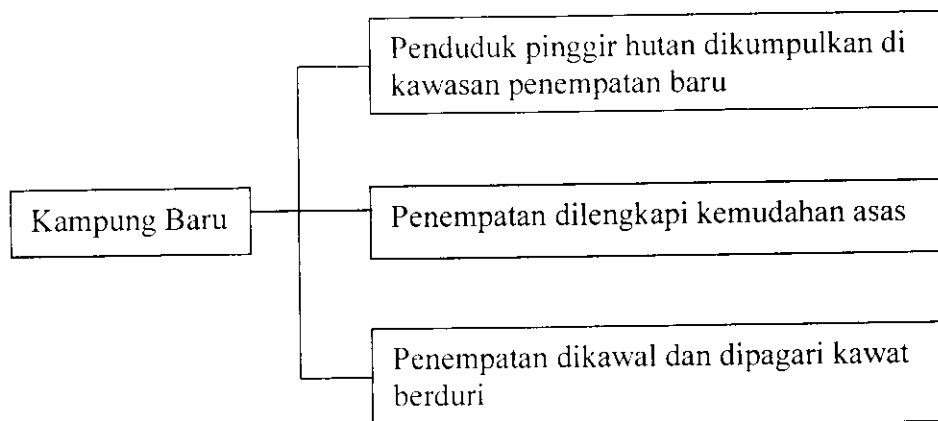 Penduduk pinggir hutan dikumpulkan di
kawasan penempatan baru
Kampung Baru
Penempatan dilengkapi kemudahan asas
Penempatan dikawal dan dipagari kawat
berduri